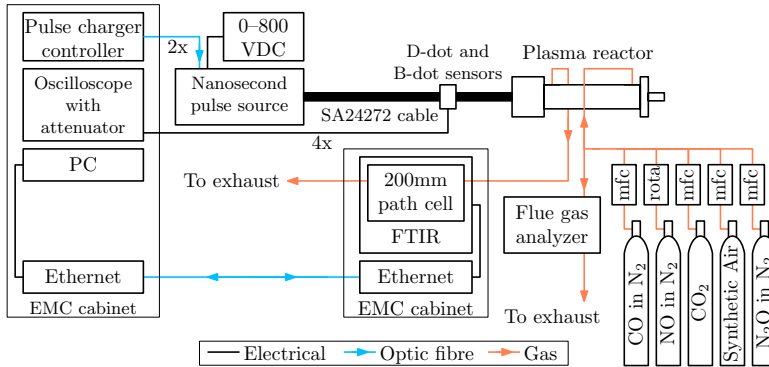 Pulse charger
controller
2x
0–800
VDC
D-dot and
B-dot sensors
Plasma reactor
Oscilloscope
with
attenuator
Nanosecond
pulse source
SA24272 cable
4x
PC
To exhaust
200mm
path cell
FTIR
Flue gas
analyzer
mfc
rota
mfc
mfc
mfc
Ethernet
EMC cabinet
Ethernet
EMC cabinet
To exhaust
CO in N2
NO in N2
CO2
Synthetic Air
N2O in N2
Electrical
Optic fibre
Gas